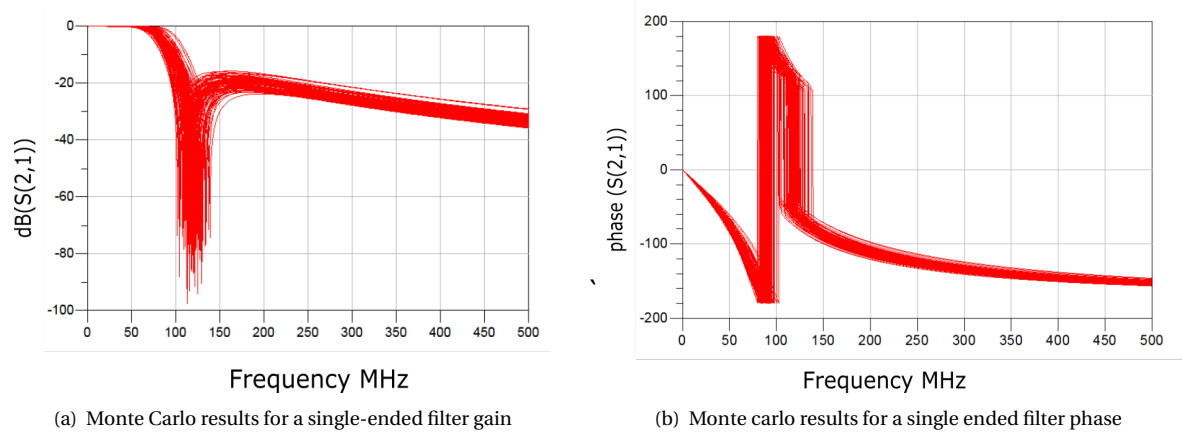 0
-20
-40
-60
-80
-100
dB(S(2,1))
0 50 100 150 200 250 300 350 400 450 500
Frequency MHz
(a) Monte Carlo results for a single-ended filter gain
200
100
0
-100
-200
phase (S(2,1))
0 50 100 150 200 250 300 350 400 450 500
Frequency MHz
(b) Monte carlo results for a single ended filter phase
`